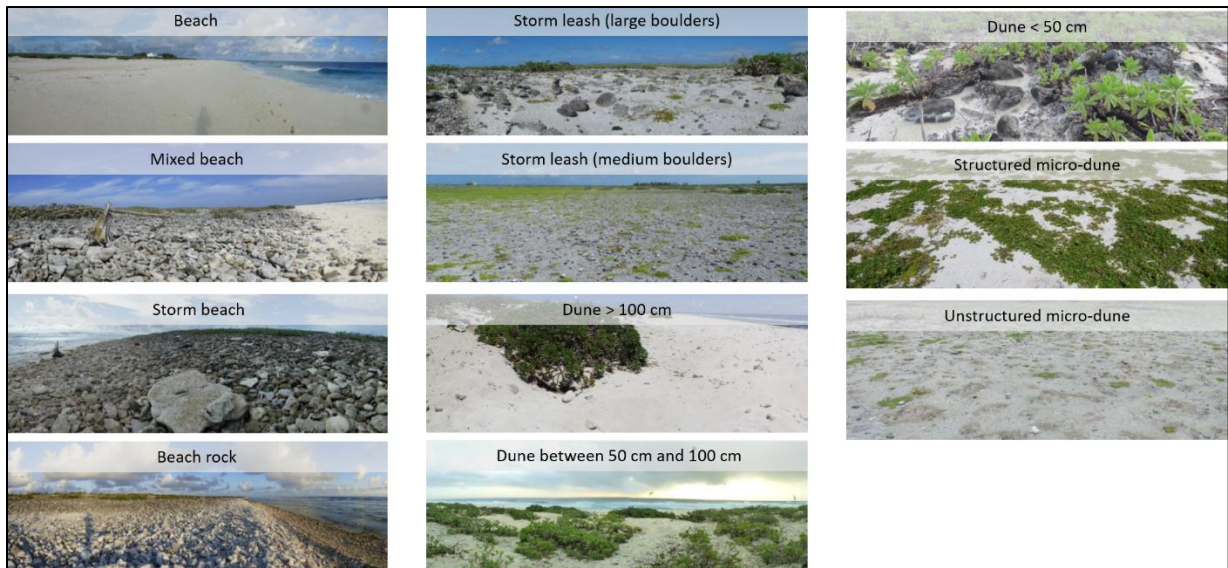 Beach
Mixed beach
Storm beach
Beach rock
Storm leash (large boulders)
Storm leash (medium boulders)
Dune > 100 cm
Dune between 50 cm and 100 cm
Dune < 50 cm
Structured micro-dune
Unstructured micro-dune